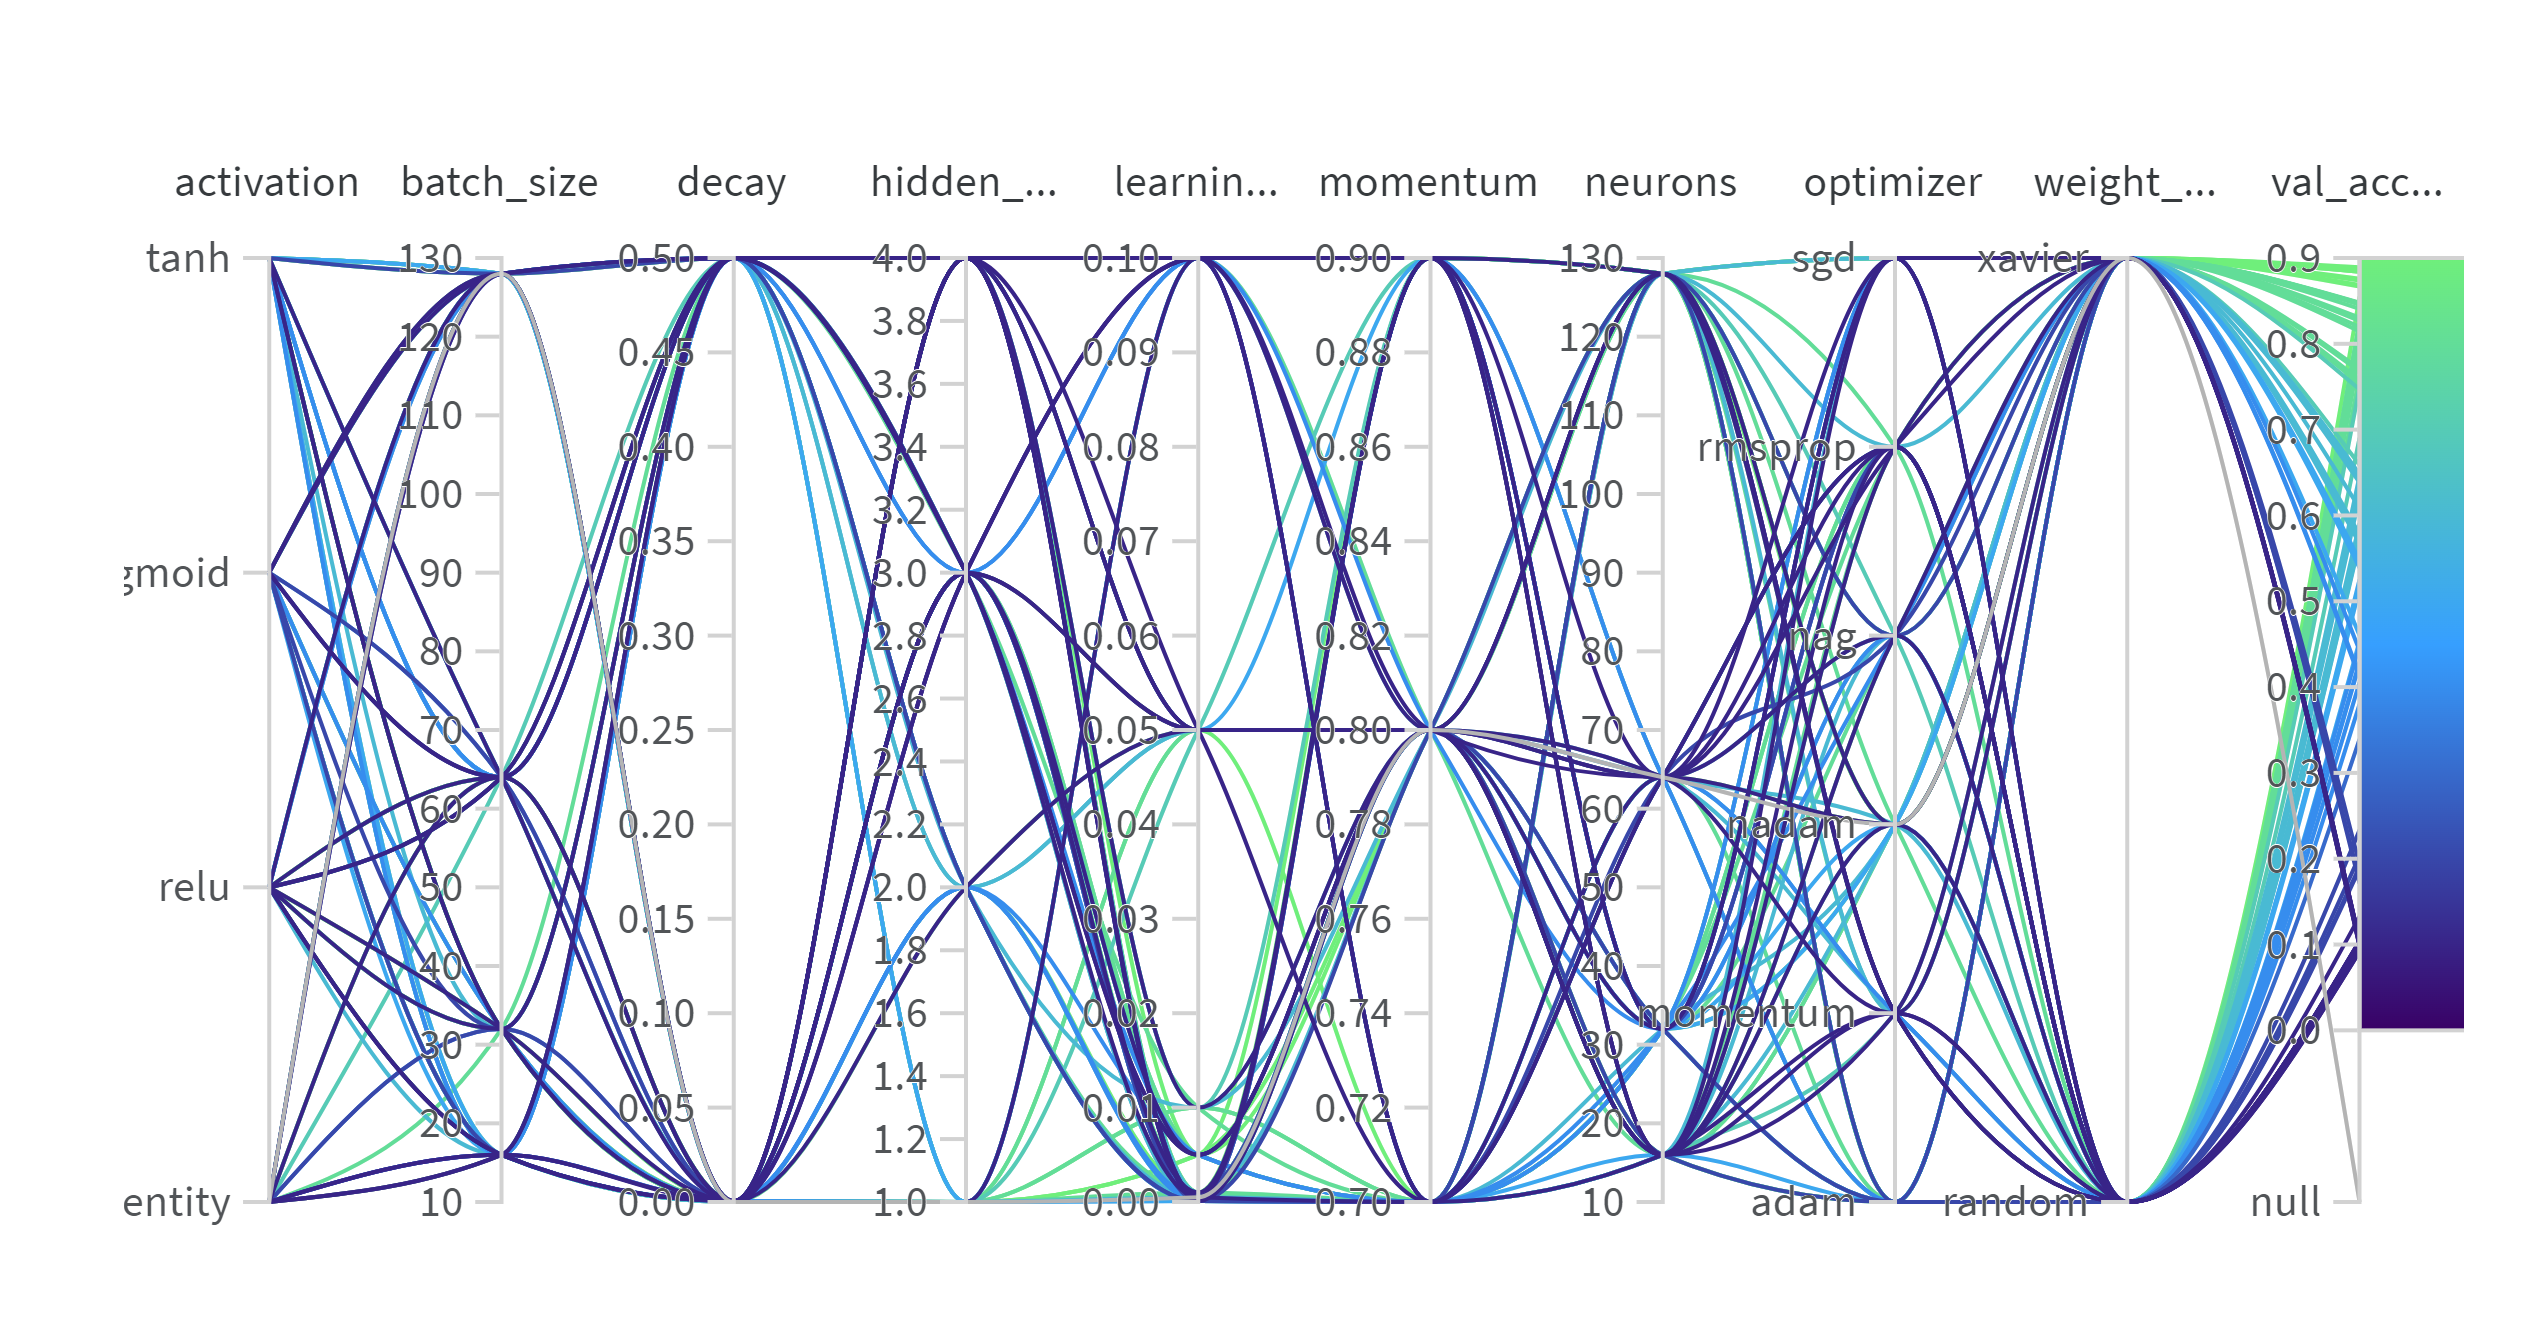 activation batch_size decay hidden_... learnin... momentum neurons optimizer weight_... val_acc...
tanh 130 0.50 4.0 0.10 0.90 130 sgd xavier 0.9
3.8
120 120 0.8
0.45 0.09 0.88
3.6
110 110 0.7
0.40 3.4 0.08 0.86 rmsprop
100 100
3.2 0.6
0.35 0.07 0.84
gmoid 90 3.0 90
0.5
0.30 2.8 0.06 0.82 nag
80 80
2.6 0.4
70 0.25 0.05 0.80 70
2.4 0.3
60 60
0.20 2.2 0.04 0.78 nadam
0.2
relu 50 2.0 50
0.15 0.03 0.76
1.8 0.1
40 40
0.10 1.6 0.02 0.74 momentum
30 30 0.0
1.4
0.05 0.01 0.72
20 20
1.2
entity 10 0.00 1.0 0.00 0.70 10 adam random null